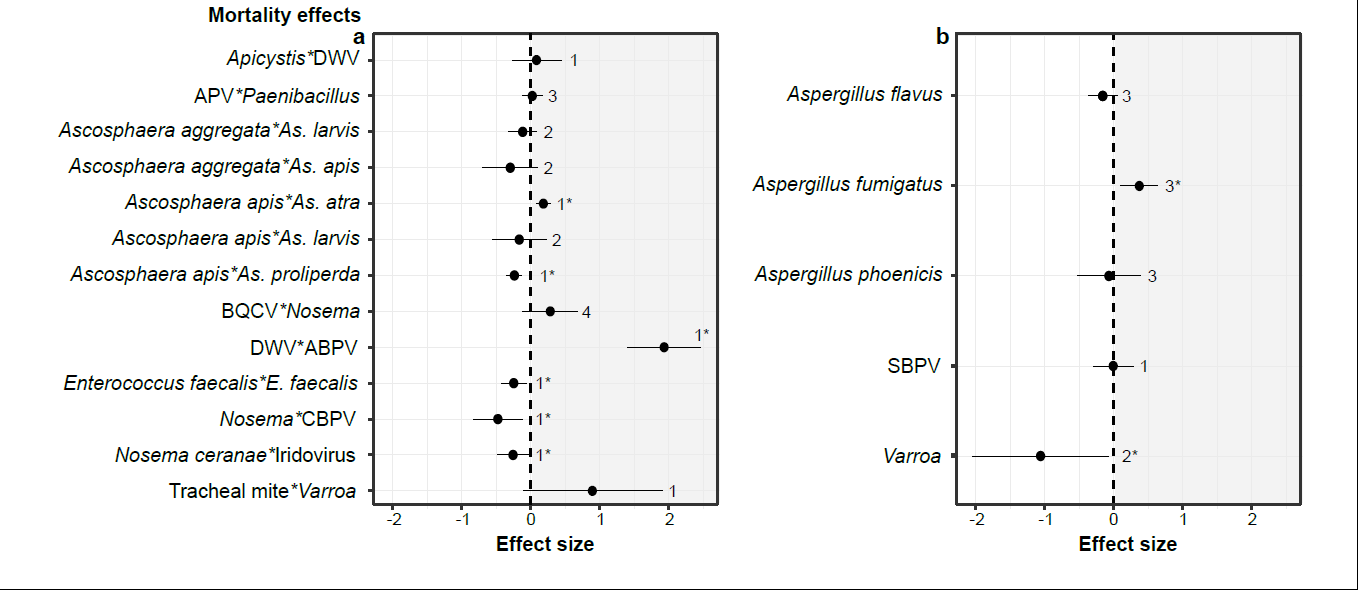 Mortality effects
a
Apicystis*DWV 1
APV*Paenibacillus 3
Ascosphaera aggregata*As. larvis 2
Ascosphaera aggregata*As. apis 2
Ascosphaera apis*As. atra 1*
Ascosphaera apis*As. larvis 2
Ascosphaera apis*As. proliperda 1*
BQCV*Nosema 4
DWV*ABPV 1*
Enterococcus faecalis*E. faecalis 1*
Nosema*CBPV 1*
Nosema ceranae*Iridovirus 1*
Tracheal mite*Varroa 1
-2 -1 0 1 2
Effect size
b
Aspergillus flavus 3
Aspergillus fumigatus 3*
Aspergillus phoenicis 3
SBPV 1
Varroa 2*
-2 -1 0 1 2
Effect size